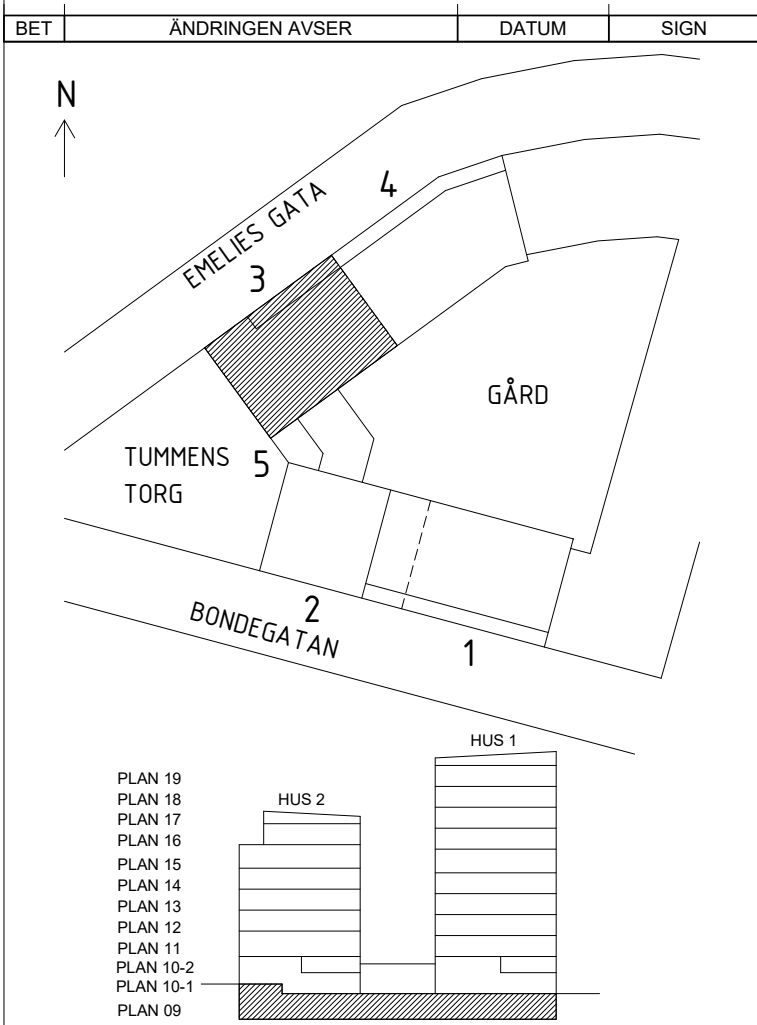 BET ÄNDRINGEN AVSER DATUM SIGN
N
4
EMELIES GATA
3
GÅRD
TUMMENS
TORG
5
2
BONDEGATAN
1
HUS 1
PLAN 19
PLAN 18
HUS 2
PLAN 17
PLAN 16
PLAN 15
PLAN 14
PLAN 13
PLAN 12
PLAN 11
PLAN 10-2
PLAN 10-1
PLAN 09